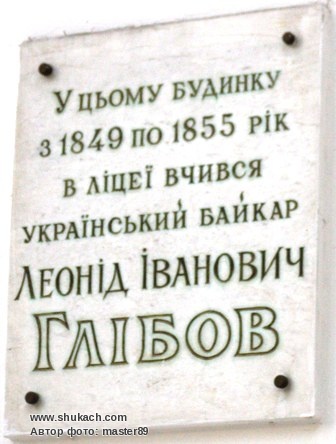 У ЦЬОМУ БУДИНКУ
З 1849 ПО 1855 РІК
В ЛІЦЕЇ ВЧИВСЯ
УКРАЇНСЬКИЙ БАЙКАР
ЛЕОНІД ІВАНОВИЧ
ГЛІБОВ
www.shukach.com
Автор фото: master89